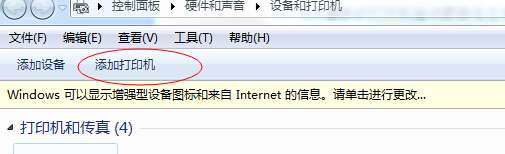 控制面板 ▸ 硬件和声音 ▸ 设备和打印机
文件(F) 编辑(E) 查看(V) 工具(T) 帮助(H)
添加设备 添加打印机
Windows 可以显示增强型设备图标和来自 Internet 的信息。请单击进行更改...
打印机和传真 (4)